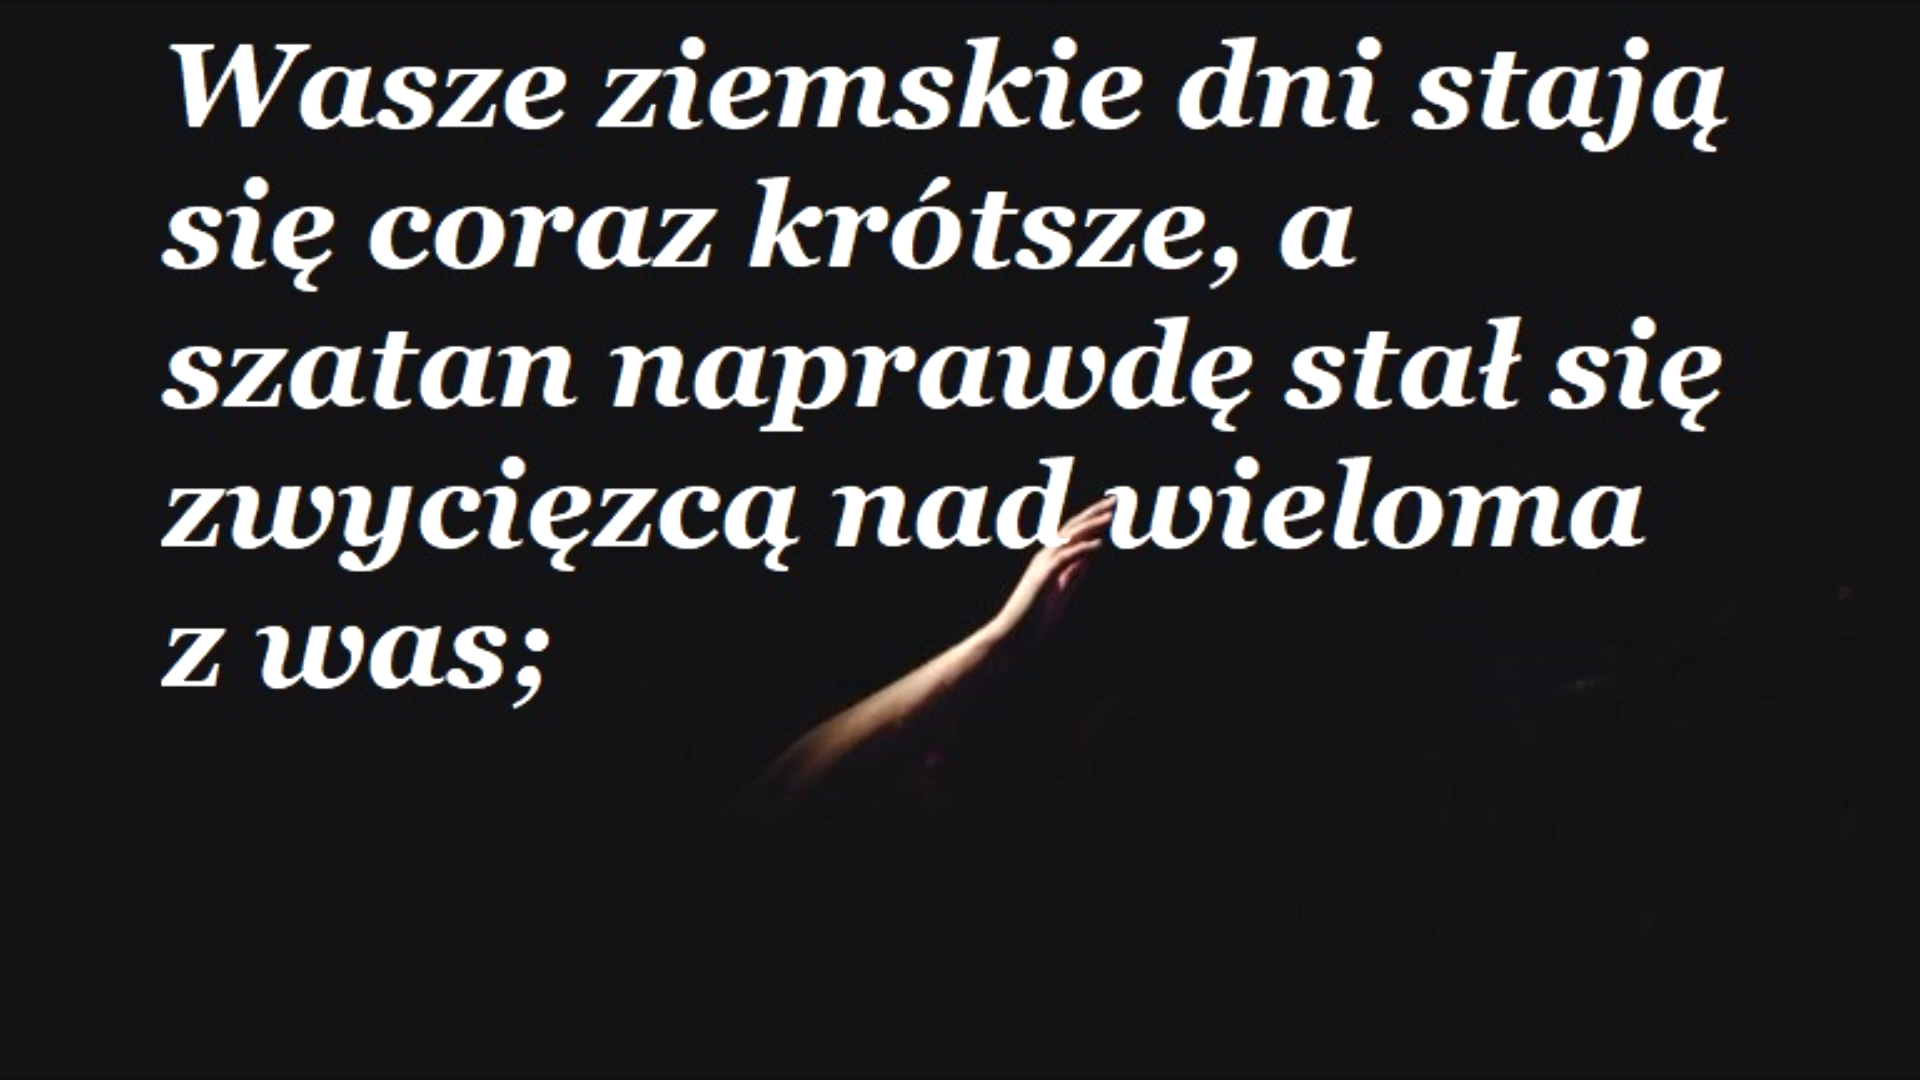 Wasze ziemskie dni stają
się coraz krótsze, a
szatan naprawdę stał się
zwycięzcą nad wieloma
z was;